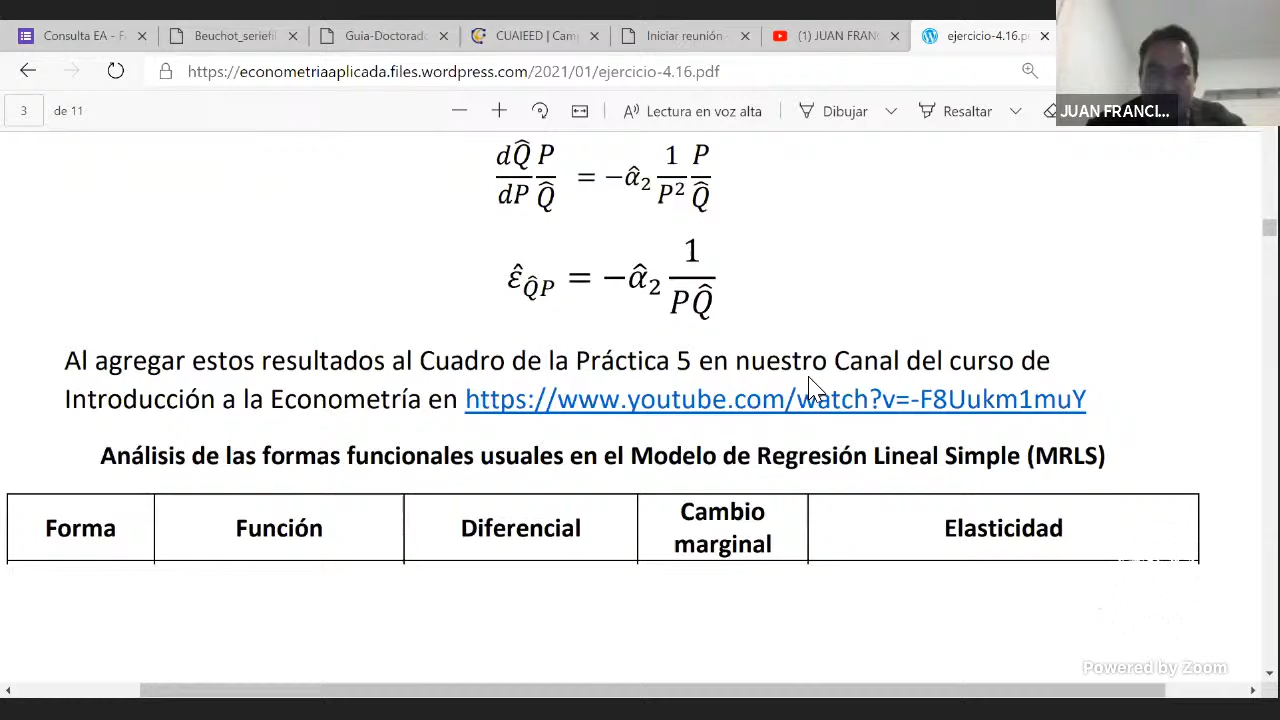 Consulta EA - F
Beuchot_seriefil
Guia-Doctorado
CUAIEED | Cam
Iniciar reunión
(1) JUAN FRAN
ejercicio-4.16.p
https://econometriaaplicada.files.wordpress.com/2021/01/ejercicio-4.16.pdf
3 de 11
Lectura en voz alta
Dibujar
Resaltar
JUAN FRANCI...
dQ̂/dP P/Q̂ = −α̂₂ 1/P² P/Q̂
ε̂_Q̂P = −α̂₂ 1/PQ̂
Al agregar estos resultados al Cuadro de la Práctica 5 en nuestro Canal del curso de
Introducción a la Econometría en https://www.youtube.com/watch?v=-F8Uukm1muY
Análisis de las formas funcionales usuales en el Modelo de Regresión Lineal Simple (MRLS)
Forma Función Diferencial Cambio marginal Elasticidad
Powered by Zoom